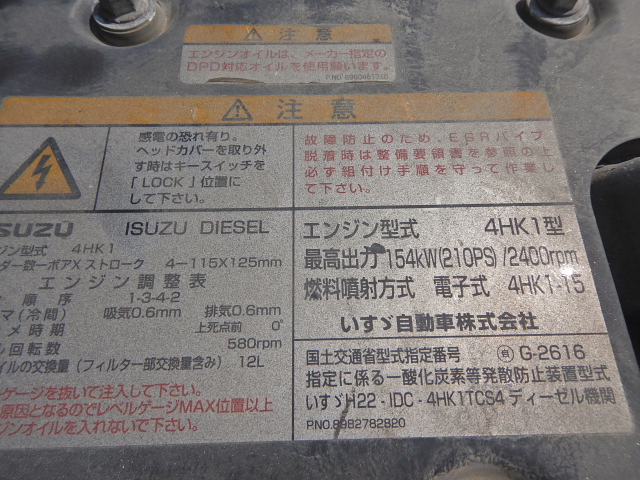 ⚠ 注 意
エンジンオイルは、メーカー指定の
DPD対応オイルを使用願います。
⚠ 注 意
感電の恐れ有り。
ヘッドカバーを取り外
す時はキースイッチを
「LOCK」位置に
して下さい。
故障防止のため、EGRパイプ
脱着時は整備要領書を参照の上
必ず組付け手順を守って作業し
て下さい。
SUZU ISUZU DIESEL
ジン型式 4HK1
ダー数-ボアXストローク 4-115X125mm
エンジン調整表
順序 1-3-4-2
マ(冷間) 吸気0.6mm 排気0.6mm
メ時期 上死点前 0°
回転数 580rpm
イルの交換量(フィルター部交換量含み) 12L
ゲージを抜いて注入して下さい。
原因となるのでレベルゲージMAX位置以上
ジンオイルを入れないで下さい。
エンジン型式 4HK1型
最高出力 154kW(210PS)/2400rpm
燃料噴射方式 電子式 4HK1-15
いすゞ自動車株式会社
国土交通省型式指定番号 G-2616
指定に係る一酸化炭素等発散防止装置型式
いすゞH22-IDC-4HK1TCS4 ディーゼル機関
PNO.8982782820